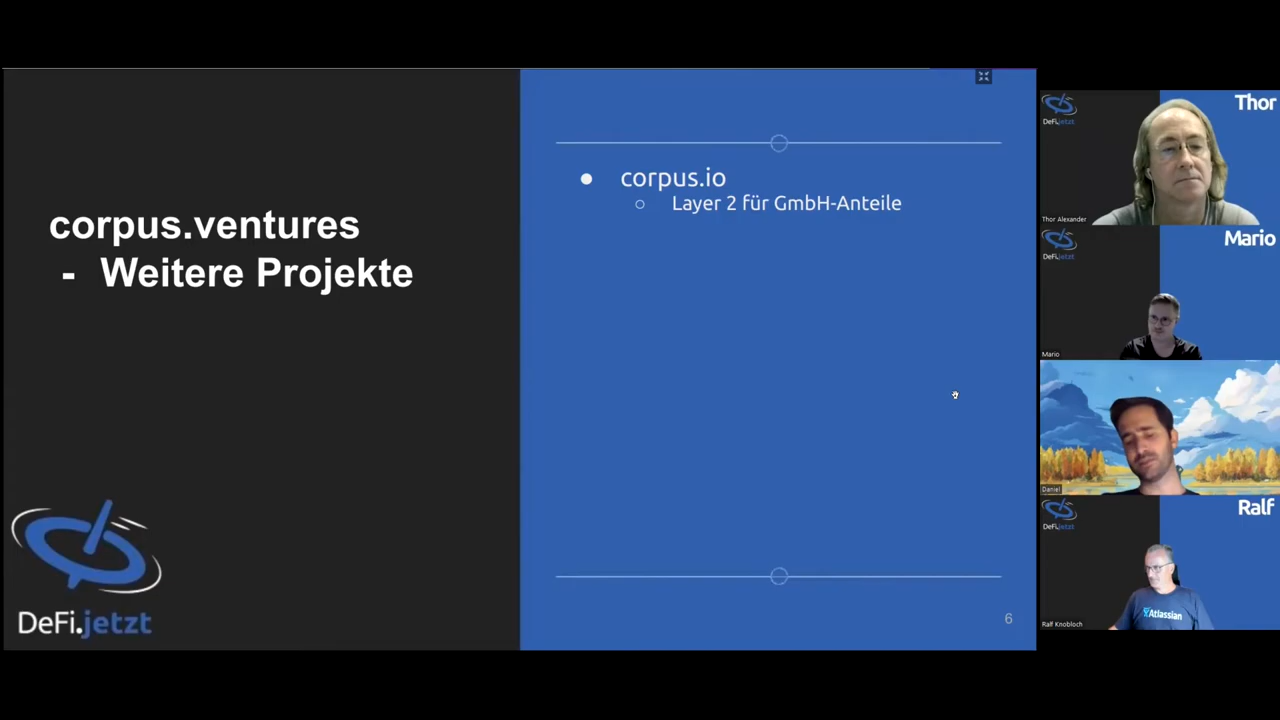 corpus.ventures
- Weitere Projekte
DeFi.jetzt
corpus.io
Layer 2 für GmbH-Anteile
6
Thor
DeFi.jetzt
Thor Alexander
Mario
DeFi.jetzt
Mario
Daniel
Ralf
DeFi.jetzt
Atlassian
Ralf Knobloch